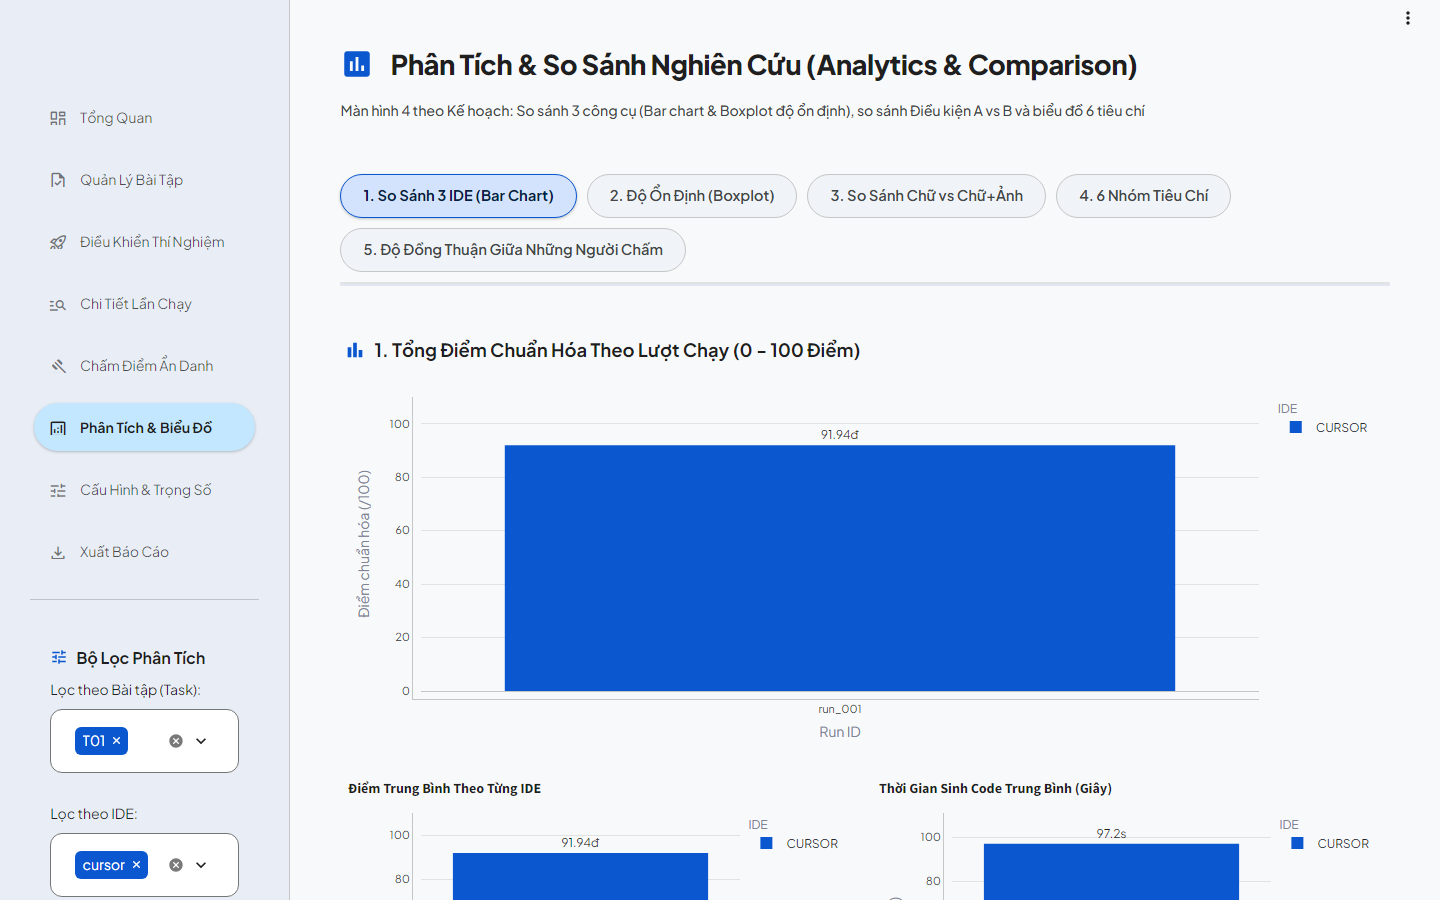 Tổng Quan
Quản Lý Bài Tập
Điều Khiển Thí Nghiệm
Chi Tiết Lần Chạy
Chấm Điểm Ẩn Danh
Phân Tích & Biểu Đồ
Cấu Hình & Trọng Số
Xuất Báo Cáo
Bộ Lọc Phân Tích
Lọc theo Bài tập (Task):
T01
Lọc theo IDE:
cursor
Phân Tích & So Sánh Nghiên Cứu (Analytics & Comparison)
Màn hình 4 theo Kế hoạch: So sánh 3 công cụ (Bar chart & Boxplot độ ổn định), so sánh Điều kiện A vs B và biểu đồ 6 tiêu chí
1. So Sánh 3 IDE (Bar Chart)
2. Độ Ổn Định (Boxplot)
3. So Sánh Chữ vs Chữ+Ảnh
4. 6 Nhóm Tiêu Chí
5. Độ Đồng Thuận Giữa Những Người Chấm
1. Tổng Điểm Chuẩn Hóa Theo Lượt Chạy (0 – 100 Điểm)
Điểm chuẩn hóa (/100)
100
80
60
40
20
0
91.94đ
run_001
Run ID
IDE
CURSOR
Điểm Trung Bình Theo Từng IDE
100
80
91.94đ
IDE
CURSOR
Thời Gian Sinh Code Trung Bình (Giây)
100
80
97.2s
IDE
CURSOR